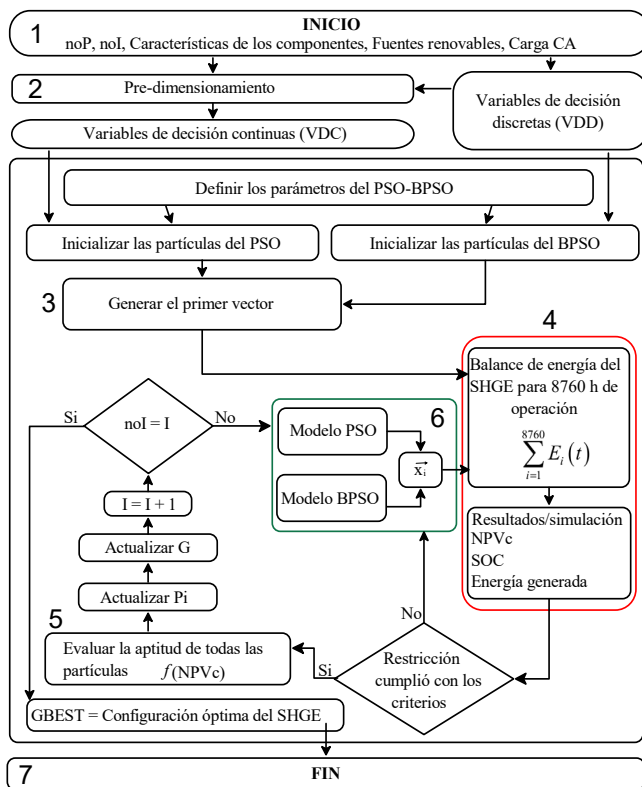 1
INICIO
noP, noI, Características de los componentes, Fuentes renovables, Carga CA
2
Pre-dimensionamiento
Variables de decisión
discretas (VDD)
Variables de decisión continuas (VDC)
Definir los parámetros del PSO-BPSO
Inicializar las partículas del PSO
Inicializar las partículas del BPSO
3
Generar el primer vector
4
Balance de energía del
SHGE para 8760 h de
operación
8760
∑ E_i(t)
i=1
Resultados/simulación
NPVc
SOC
Energía generada
6
Modelo PSO
x⃗_i
Modelo BPSO
Si
noI = I
No
I = I + 1
Actualizar G
Actualizar Pi
5
Evaluar la aptitud de todas las
partículas f(NPVc)
Si
No
Restricción
cumplió con los
criterios
GBEST = Configuración óptima del SHGE
7
FIN